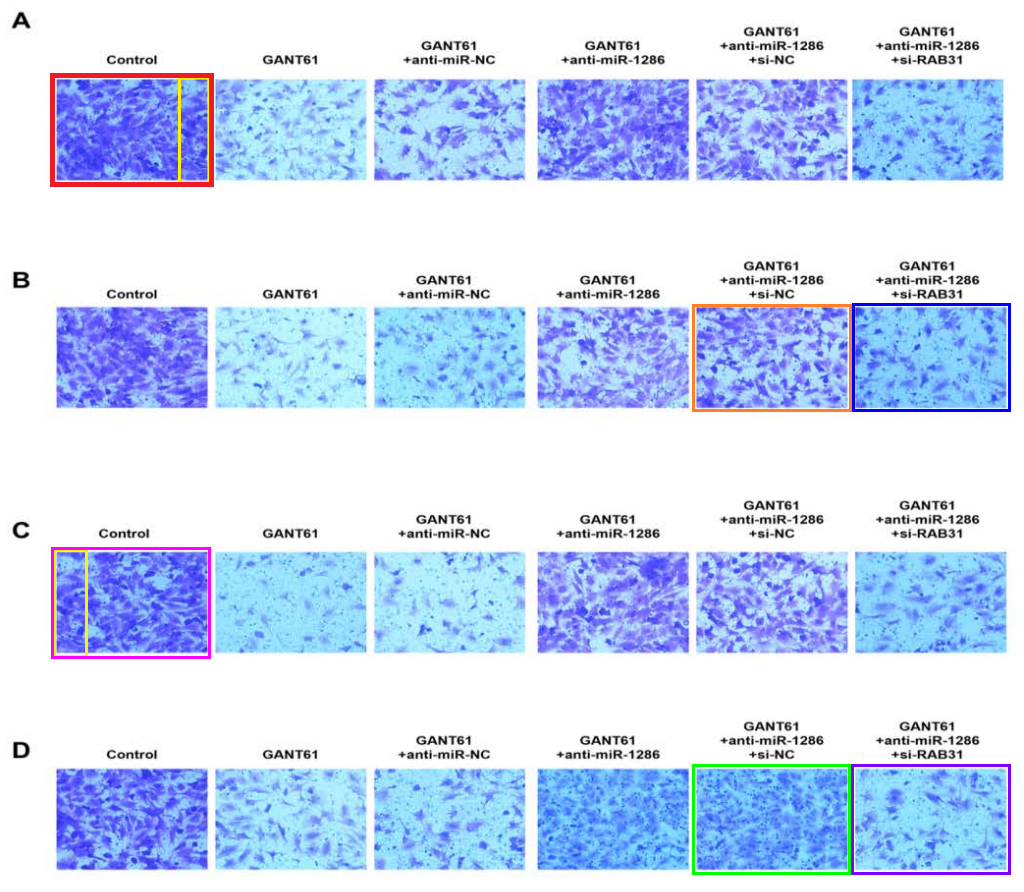 A
Control
GANT61
GANT61
+anti-miR-NC
GANT61
+anti-miR-1286
GANT61
+anti-miR-1286
+si-NC
GANT61
+anti-miR-1286
+si-RAB31
B
Control
GANT61
GANT61
+anti-miR-NC
GANT61
+anti-miR-1286
GANT61
+anti-miR-1286
+si-NC
GANT61
+anti-miR-1286
+si-RAB31
C
Control
GANT61
GANT61
+anti-miR-NC
GANT61
+anti-miR-1286
GANT61
+anti-miR-1286
+si-NC
GANT61
+anti-miR-1286
+si-RAB31
D
Control
GANT61
GANT61
+anti-miR-NC
GANT61
+anti-miR-1286
GANT61
+anti-miR-1286
+si-NC
GANT61
+anti-miR-1286
+si-RAB31